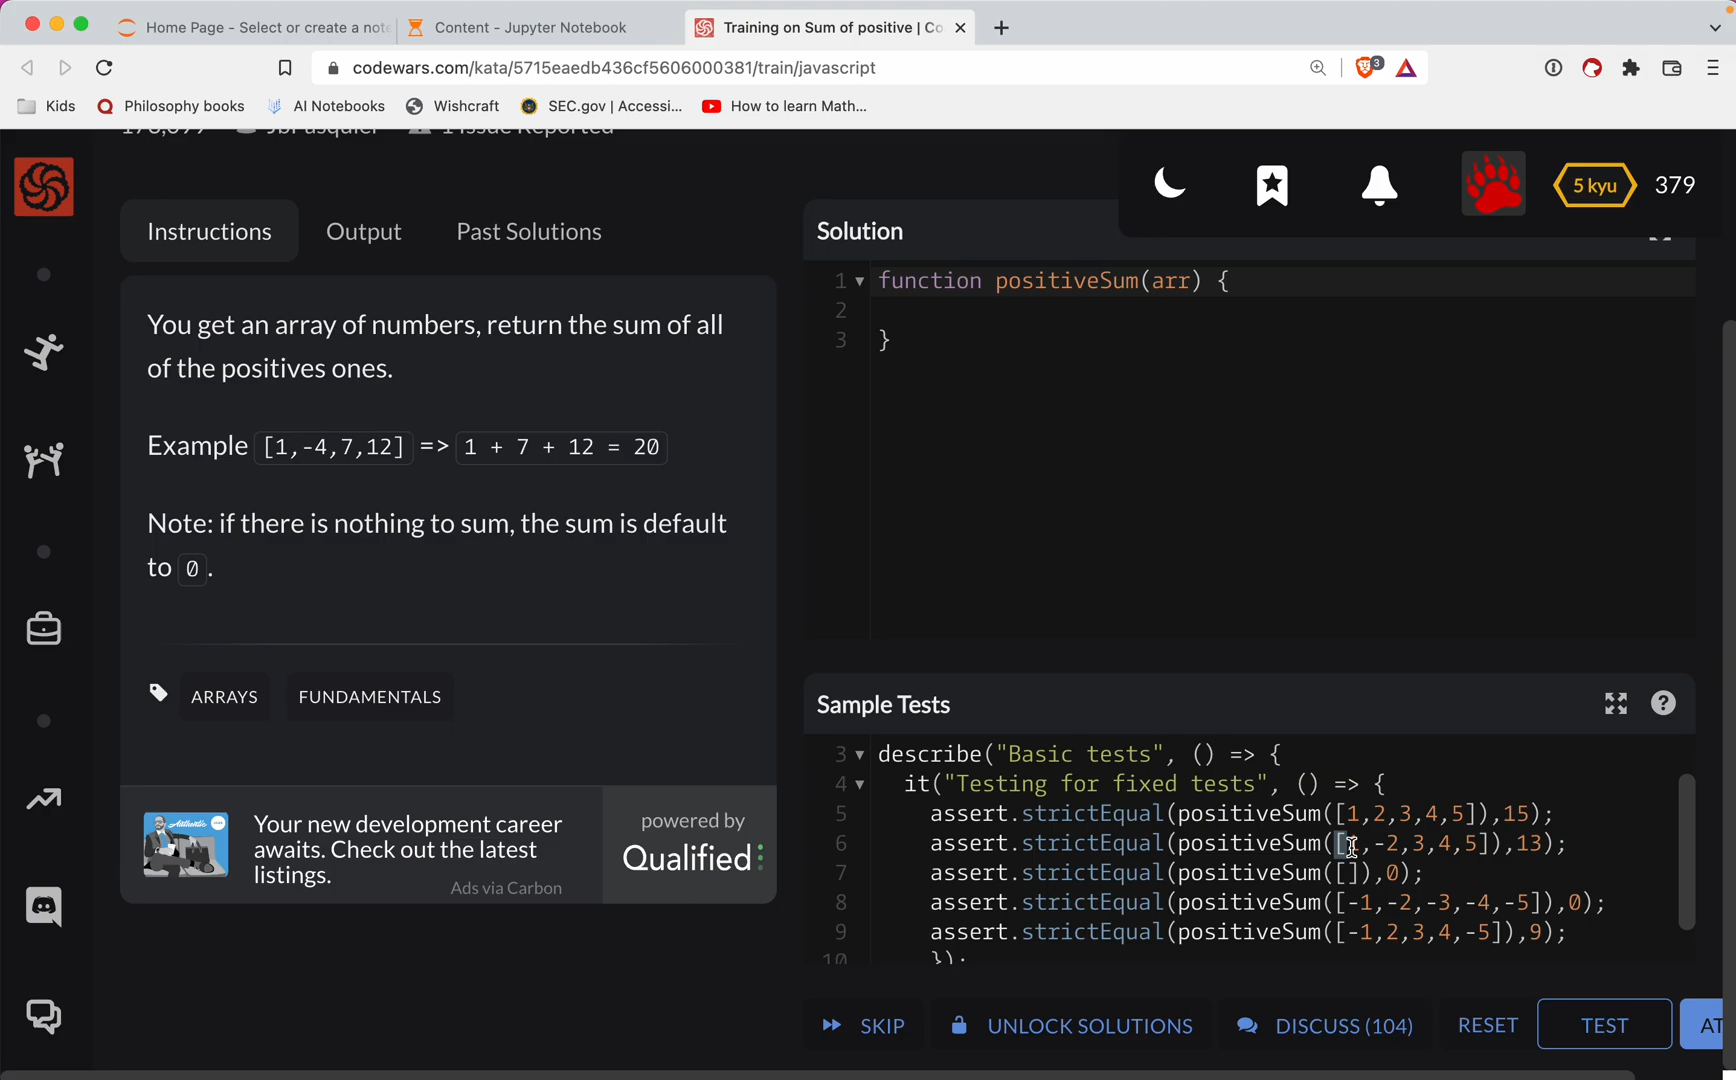 Home Page - Select or create a note
Content - Jupyter Notebook
Training on Sum of positive | Co
codewars.com/kata/5715eaedb436cf5606000381/train/javascript
3
Kids
Philosophy books
AI Notebooks
Wishcraft
SEC.gov | Accessi...
How to learn Math...
1 Issue Reported
5 kyu
379
Instructions
Output
Past Solutions
You get an array of numbers, return the sum of all
of the positives ones.
Example [1,-4,7,12] => 1 + 7 + 12 = 20
Note: if there is nothing to sum, the sum is default
to 0.
ARRAYS
FUNDAMENTALS
Authentic
Your new development career
awaits. Check out the latest
listings.
Ads via Carbon
powered by
Qualified
Solution
1 function positiveSum(arr) {
2
3 }
Sample Tests
3 describe("Basic tests", () => {
4 it("Testing for fixed tests", () => {
5 assert.strictEqual(positiveSum([1,2,3,4,5]),15);
6 assert.strictEqual(positiveSum([1,-2,3,4,5]),13);
7 assert.strictEqual(positiveSum([]),0);
8 assert.strictEqual(positiveSum([-1,-2,-3,-4,-5]),0);
9 assert.strictEqual(positiveSum([-1,2,3,4,-5]),9);
10 });
SKIP
UNLOCK SOLUTIONS
DISCUSS (104)
RESET
TEST
AT